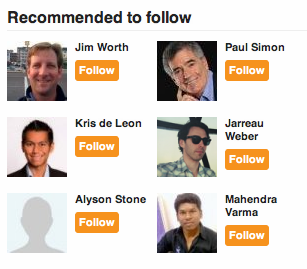 Recommended to follow
Jim Worth
Follow
Paul Simon
Follow
Kris de Leon
Follow
Jarreau
Weber
Follow
Alyson Stone
Follow
Mahendra
Varma
Follow